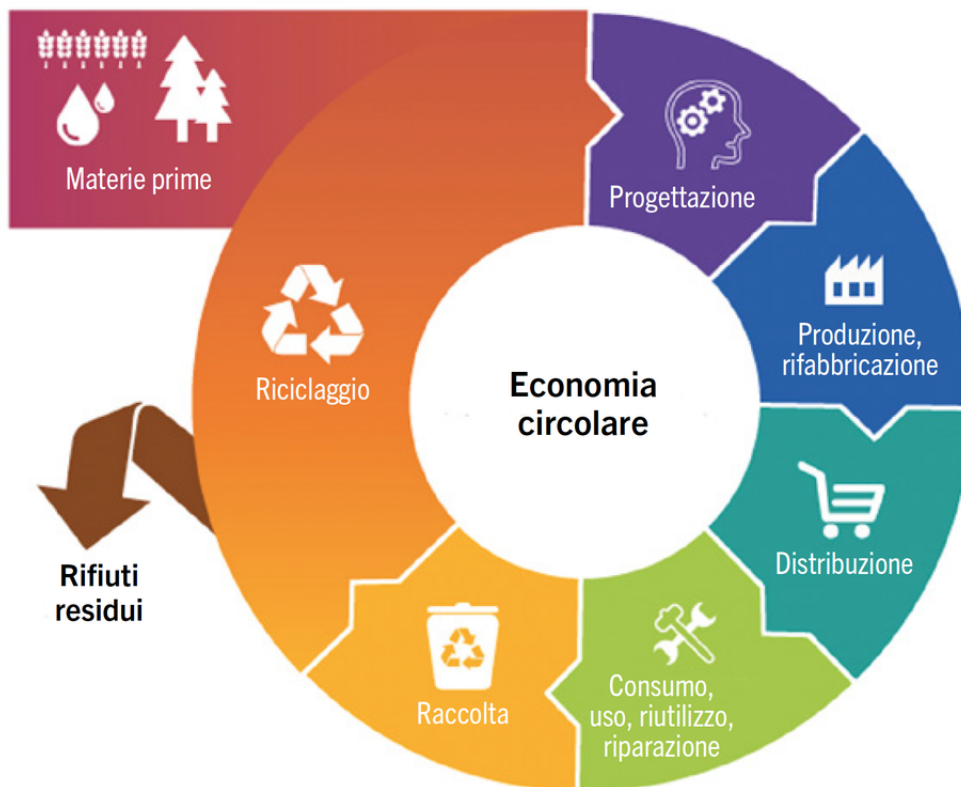 Materie prime
Progettazione
Produzione,
rifabbricazione
Distribuzione
Consumo,
uso, riutilizzo,
riparazione
Raccolta
Riciclaggio
Rifiuti
residui
Economia
circolare